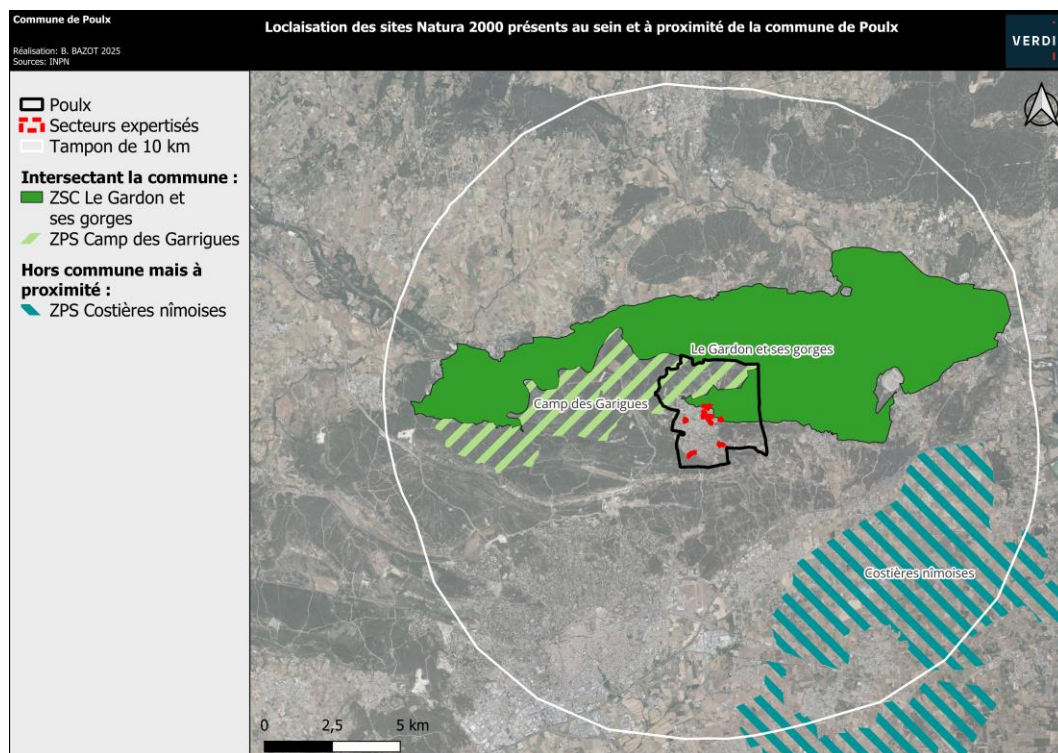 Commune de Poulx
Loclaisation des sites Natura 2000 présents au sein et à proximité de la commune de Poulx
Réalisation: B. BAZOT 2025
Sources: INPN
VERDI
Poulx
Secteurs expertisés
Tampon de 10 km
Intersectant la commune :
ZSC Le Gardon et
ses gorges
ZPS Camp des Garrigues
Hors commune mais à
proximité :
ZPS Costières nîmoises
Le Gardon et ses gorges
Camp des Garigues
Costières nîmoises
0 2,5 5 km